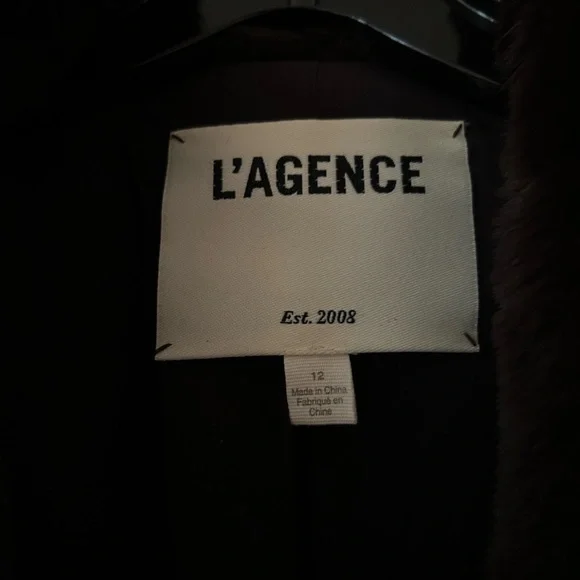 L'AGENCE
Est. 2008
12
Made in China
Fabriqué en
Chine